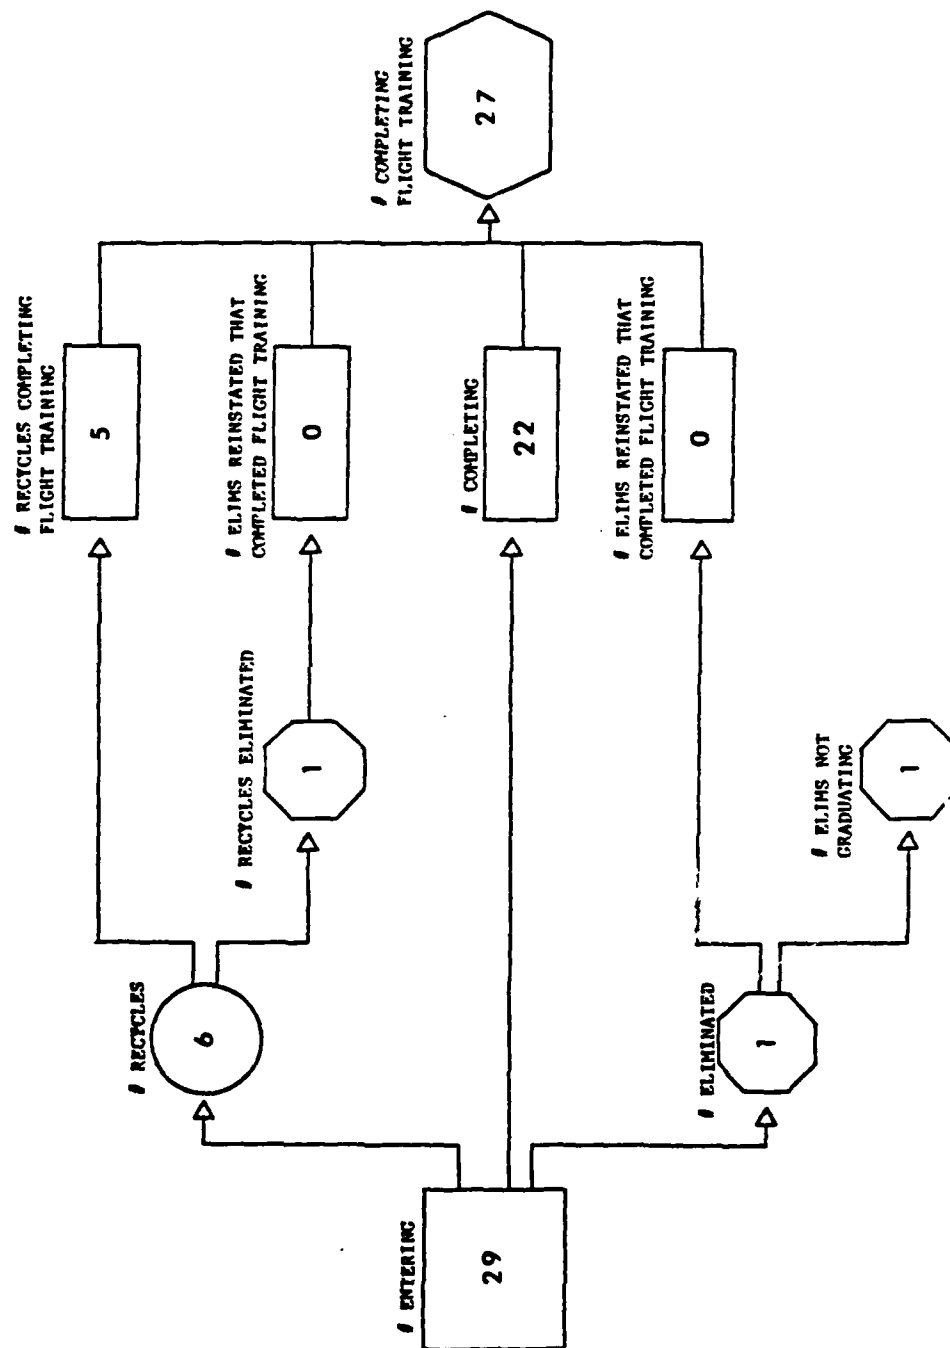 # ENTERING
29
# RECYCLES
6
# ELIMINATED
1
# RECYCLES ELIMINATED
1
# ELIMS NOT
GRADUATING
1
# RECYCLES COMPLETING
FLIGHT TRAINING
5
# ELIMS REINSTATED THAT
COMPLETED FLIGHT TRAINING
0
# COMPLETING
22
# ELIMS REINSTATED THAT
COMPLETED FLIGHT TRAINING
0
# COMPLETING
FLIGHT TRAINING
27